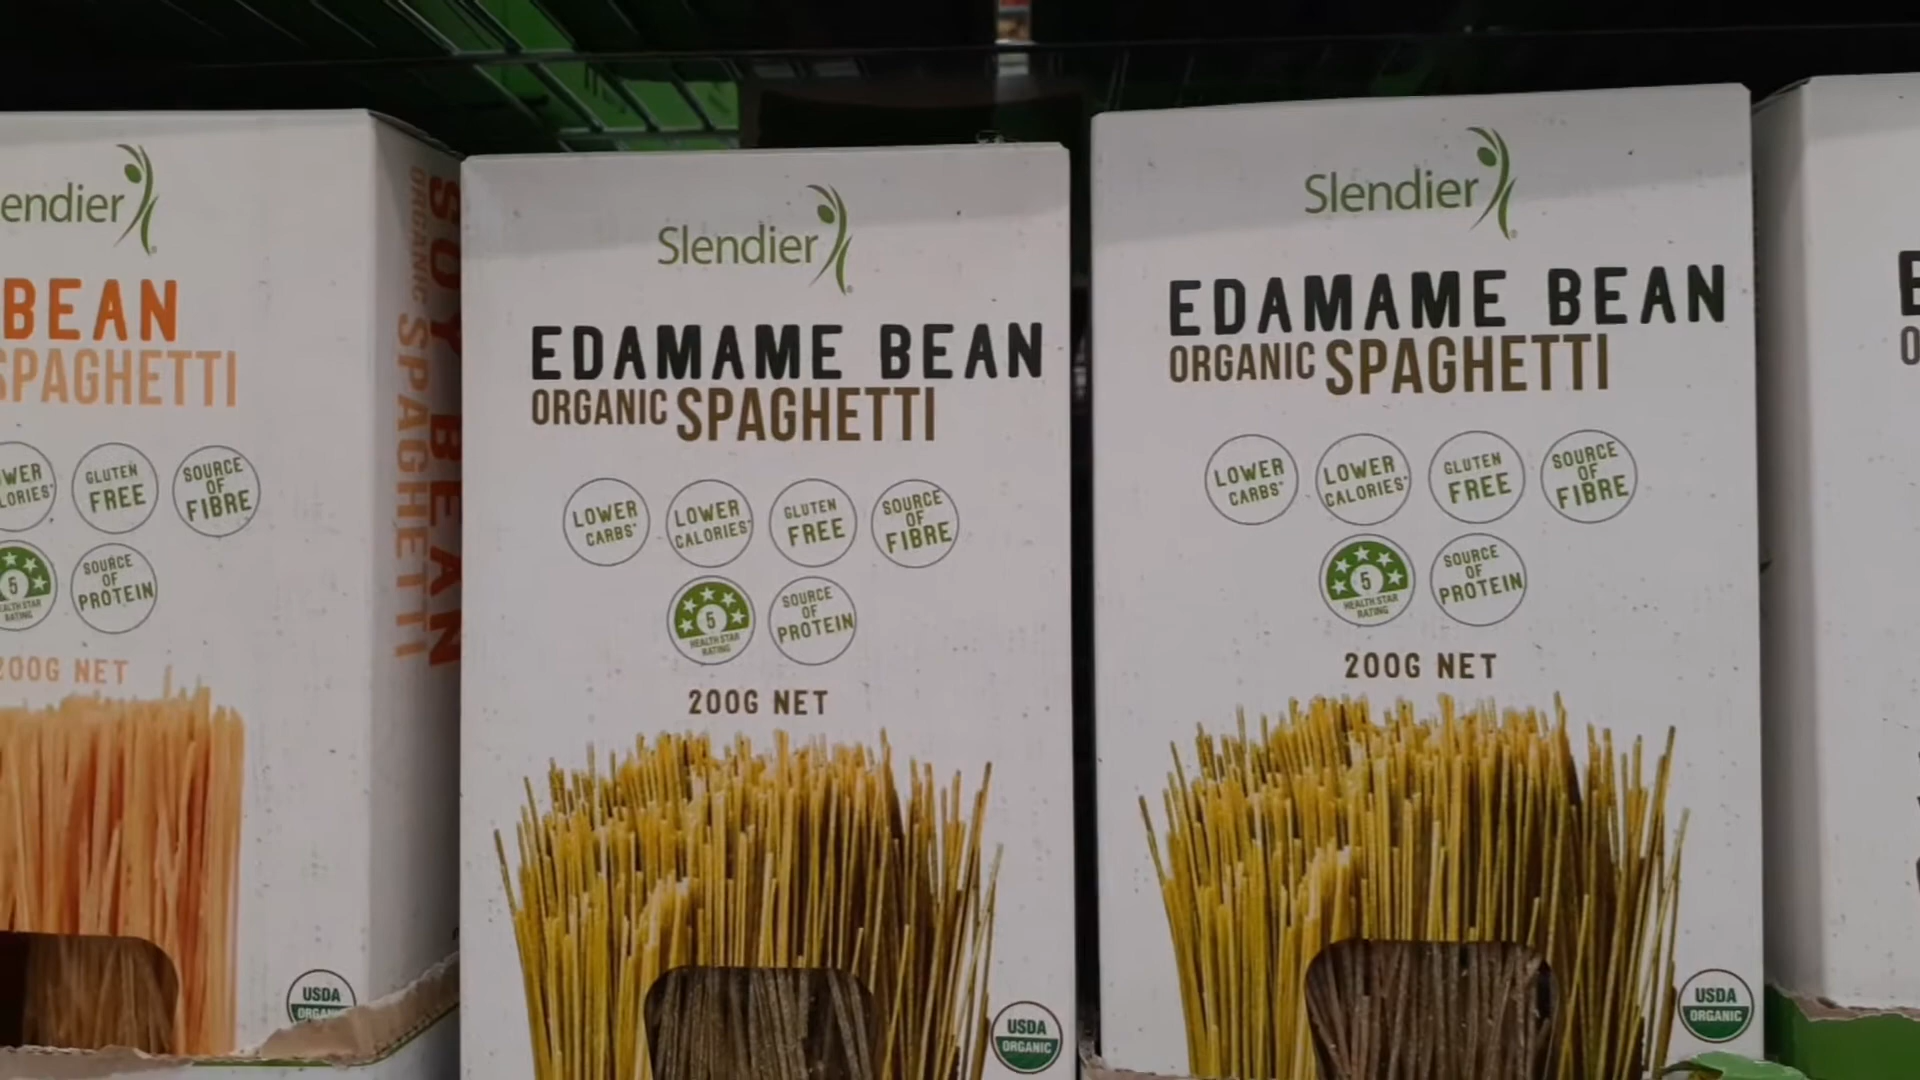 endier
BEAN
SPAGHETTI
GLUTEN
FREE
SOURCE
OF
FIBRE
5
SOURCE
OF
PROTEIN
200G NET
USDA
SOY BEAN
ORGANIC SPAGHETTI
Slendier
EDAMAME BEAN
ORGANIC SPAGHETTI
LOWER
CARBS*
LOWER
CALORIES*
GLUTEN
FREE
SOURCE
OF
FIBRE
5
HEALTH STAR
RATING
SOURCE
OF
PROTEIN
200G NET
USDA
ORGANIC
Slendier
EDAMAME BEAN
ORGANIC SPAGHETTI
LOWER
CARBS*
LOWER
CALORIES*
GLUTEN
FREE
SOURCE
OF
FIBRE
5
HEALTH STAR
RATING
SOURCE
OF
PROTEIN
200G NET
USDA
ORGANIC